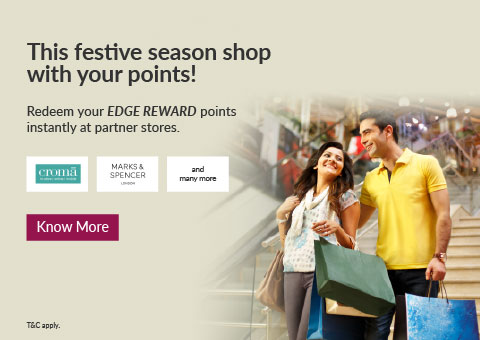 This festive season shop
with your points!
Redeem your EDGE REWARD points
instantly at partner stores.
cromā
MARKS &
SPENCER
LONDON
and
many more
Know More
T&C apply.